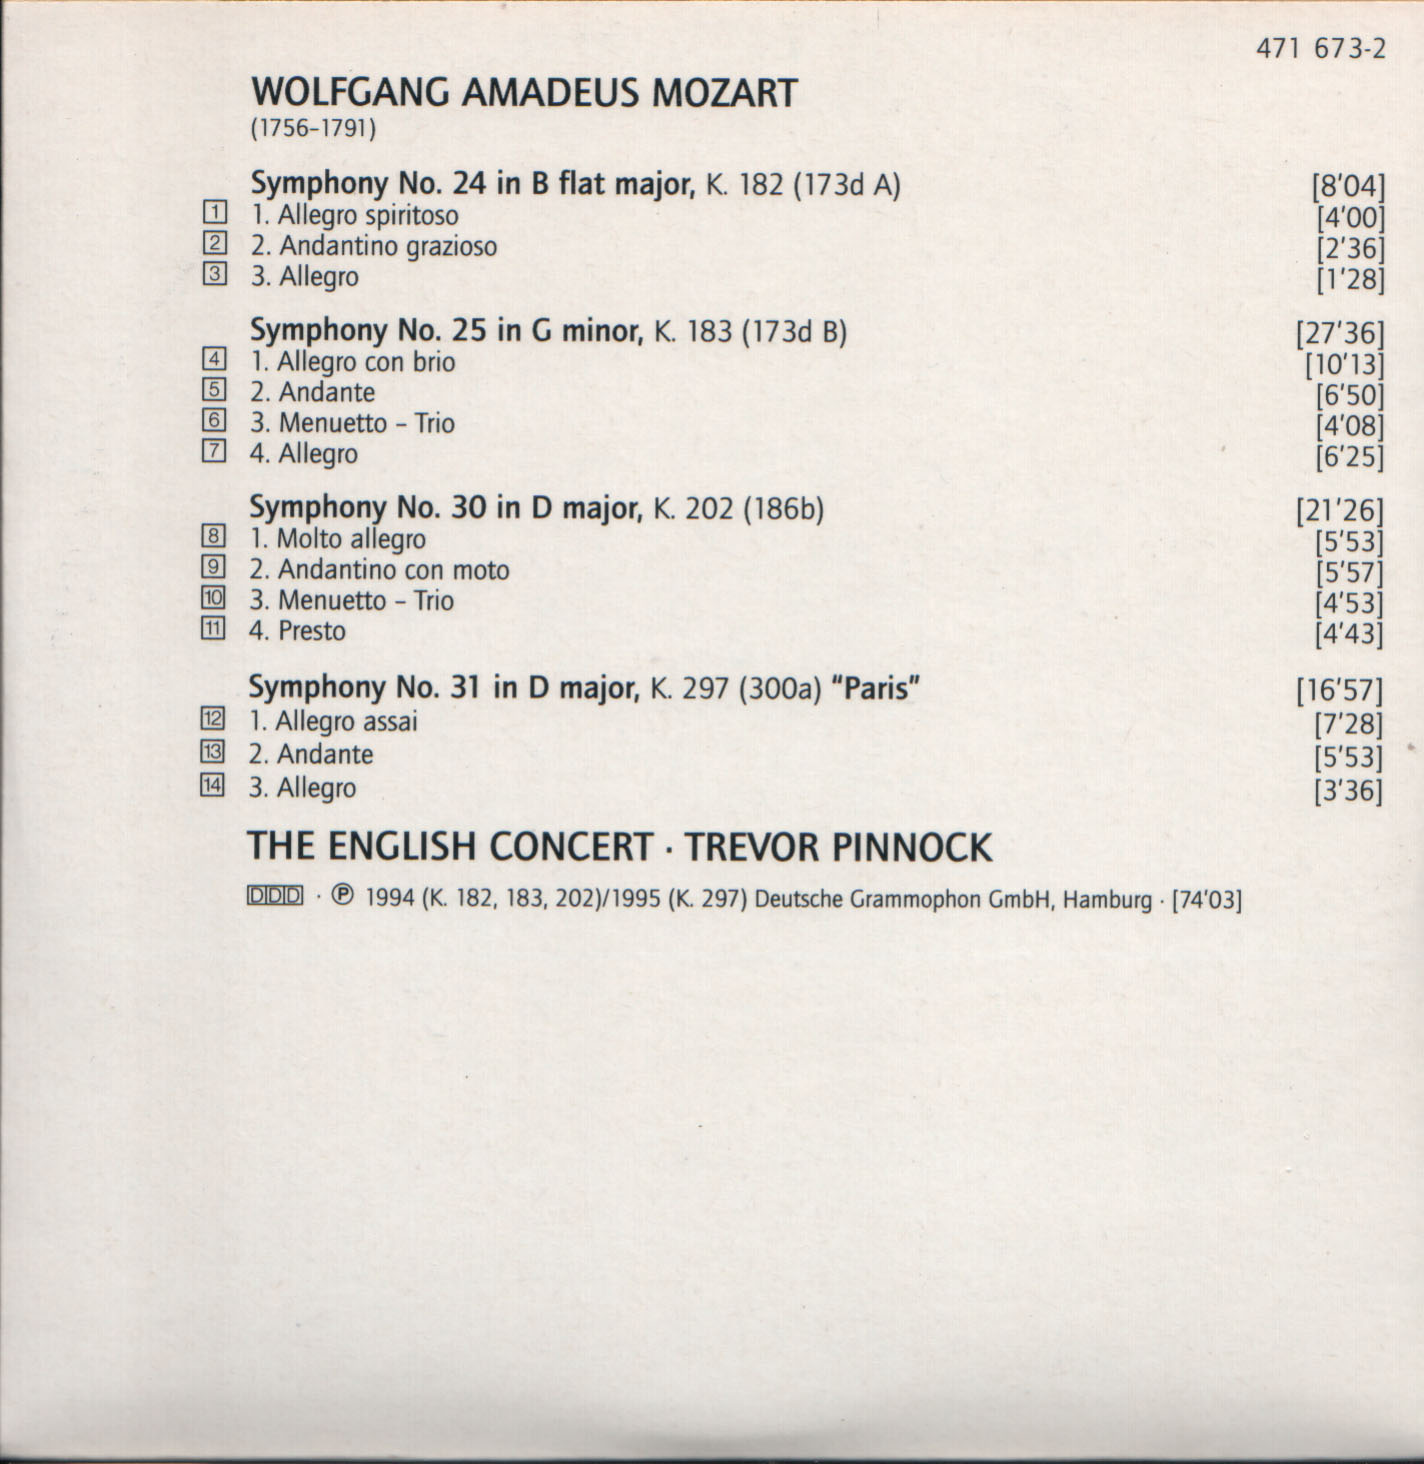 471 673-2
WOLFGANG AMADEUS MOZART
(1756–1791)
Symphony No. 24 in B flat major, K. 182 (173d A) [8'04]
1 1. Allegro spiritoso [4'00]
2 2. Andantino grazioso [2'36]
3 3. Allegro [1'28]
Symphony No. 25 in G minor, K. 183 (173d B) [27'36]
4 1. Allegro con brio [10'13]
5 2. Andante [6'50]
6 3. Menuetto – Trio [4'08]
7 4. Allegro [6'25]
Symphony No. 30 in D major, K. 202 (186b) [21'26]
8 1. Molto allegro [5'53]
9 2. Andantino con moto [5'57]
10 3. Menuetto – Trio [4'53]
11 4. Presto [4'43]
Symphony No. 31 in D major, K. 297 (300a) "Paris" [16'57]
12 1. Allegro assai [7'28]
13 2. Andante [5'53]
14 3. Allegro [3'36]
THE ENGLISH CONCERT · TREVOR PINNOCK
DDD · ℗ 1994 (K. 182, 183, 202)/1995 (K. 297) Deutsche Grammophon GmbH, Hamburg · [74'03]